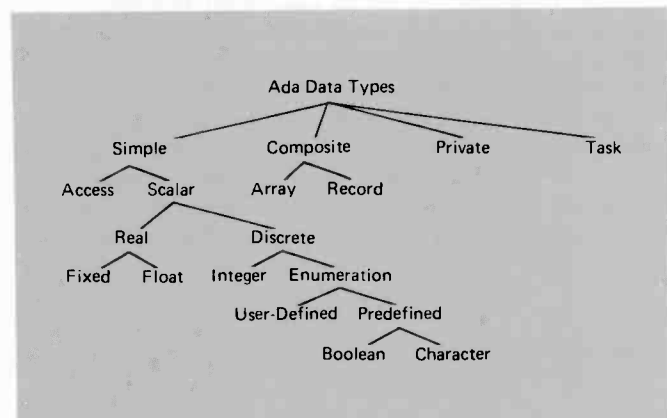 Ada Data Types
Simple Composite Private Task
Access Scalar Array Record
Real Discrete
Fixed Float Integer Enumeration
User-Defined Predefined
Boolean Character